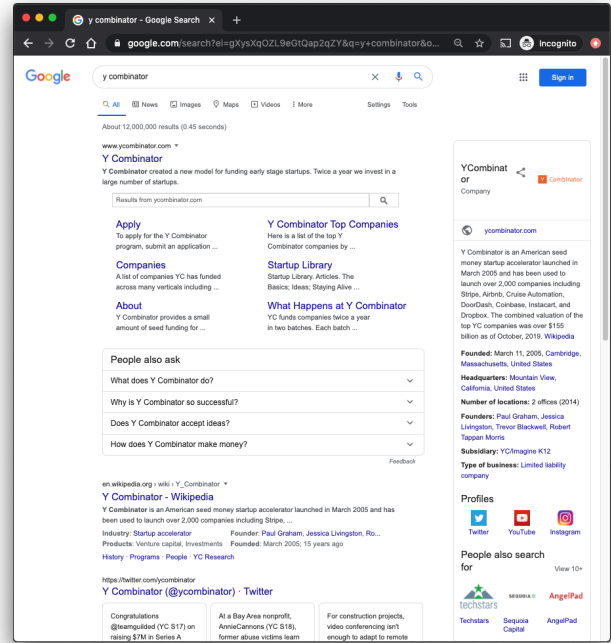 y combinator - Google Search
google.com/search?ei=gXysXqOZL9eGtQap2qZY&q=y+combinator&o...
Incognito
Google
y combinator
Sign in
All News Images Maps Videos More Settings Tools
About 12,000,000 results (0.45 seconds)
www.ycombinator.com
Y Combinator
Y Combinator created a new model for funding early stage startups. Twice a year we invest in a
large number of startups.
Results from ycombinator.com
Apply
To apply for the Y Combinator
program, submit an application ...
Y Combinator Top Companies
Here is a list of the top Y
Combinator companies by ...
Companies
A list of companies YC has funded
across many verticals including ...
Startup Library
Startup Library. Articles. The
Basics; Ideas; Staying Alive ...
About
Y Combinator provides a small
amount of seed funding for ...
What Happens at Y Combinator
YC funds companies twice a year
in two batches. Each batch ...
People also ask
What does Y Combinator do?
Why is Y Combinator so successful?
Does Y Combinator accept ideas?
How does Y Combinator make money?
Feedback
en.wikipedia.org › wiki › Y_Combinator
Y Combinator - Wikipedia
Y Combinator is an American seed money startup accelerator launched in March 2005 and has
been used to launch over 2,000 companies including Stripe, ...
Industry: Startup accelerator Founder: Paul Graham, Jessica Livingston, Ro...
Products: Venture capital, Investments Founded: March 2005; 15 years ago
History · Programs · People · YC Research
https://twitter.com/ycombinator
Y Combinator (@ycombinator) · Twitter
Congratulations
@teamguilded (YC S17) on
raising $7M in Series A
At a Bay Area nonprofit,
AnnieCannons (YC S18),
former abuse victims learn
For construction projects,
video conferencing isn't
enough to adapt to remote
YCombinat
or
Company
Y Combinator
ycombinator.com
Y Combinator is an American seed
money startup accelerator launched in
March 2005 and has been used to
launch over 2,000 companies including
Stripe, Airbnb, Cruise Automation,
DoorDash, Coinbase, Instacart, and
Dropbox. The combined valuation of the
top YC companies was over $155
billion as of October, 2019. Wikipedia
Founded: March 11, 2005, Cambridge,
Massachusetts, United States
Headquarters: Mountain View,
California, United States
Number of locations: 2 offices (2014)
Founders: Paul Graham, Jessica
Livingston, Trevor Blackwell, Robert
Tappan Morris
Subsidiary: YC/Imagine K12
Type of business: Limited liability
company
Profiles
Twitter YouTube Instagram
People also search
for
View 10+
techstars SEQUOIA AngelPad
Techstars Sequoia AngelPad
Capital